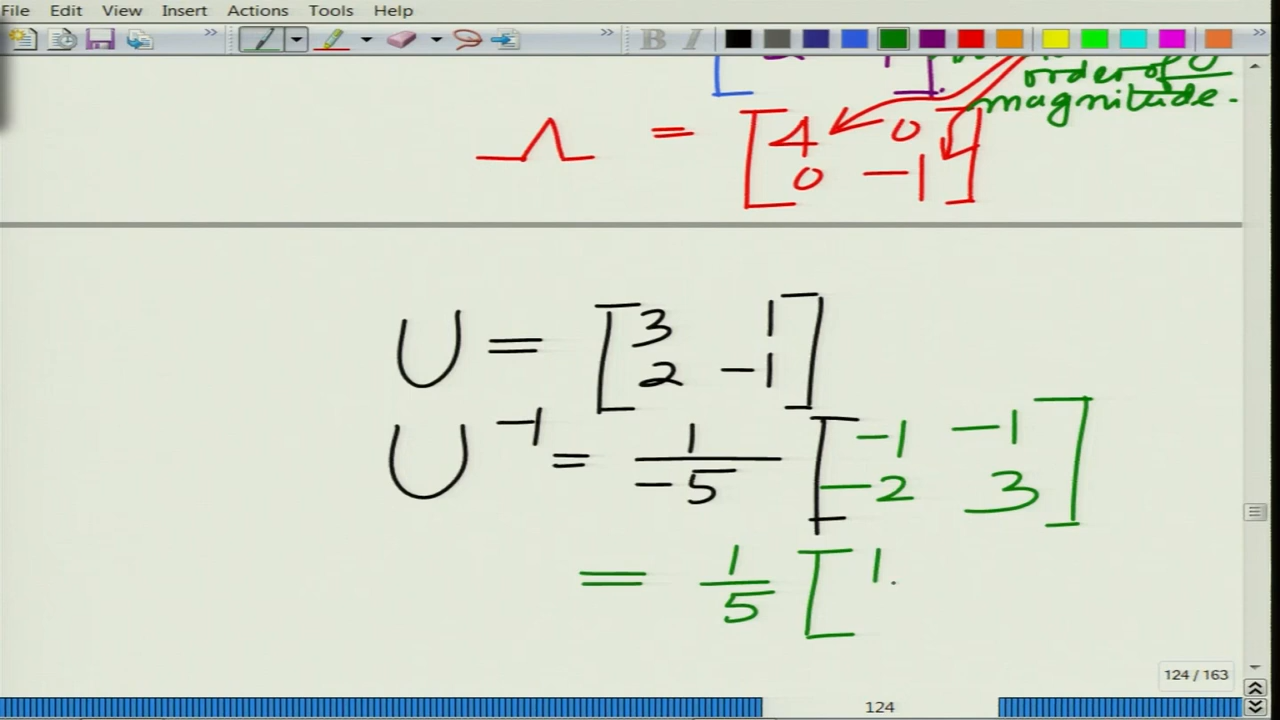 File Edit View Insert Actions Tools Help
B I
order of U
magnitude.
Λ = [4 0
0 -1]
U = [3 1
2 -1]
U^-1 = 1/-5 [-1 -1
-2 3]
= 1/5 [1.
124 / 163
124